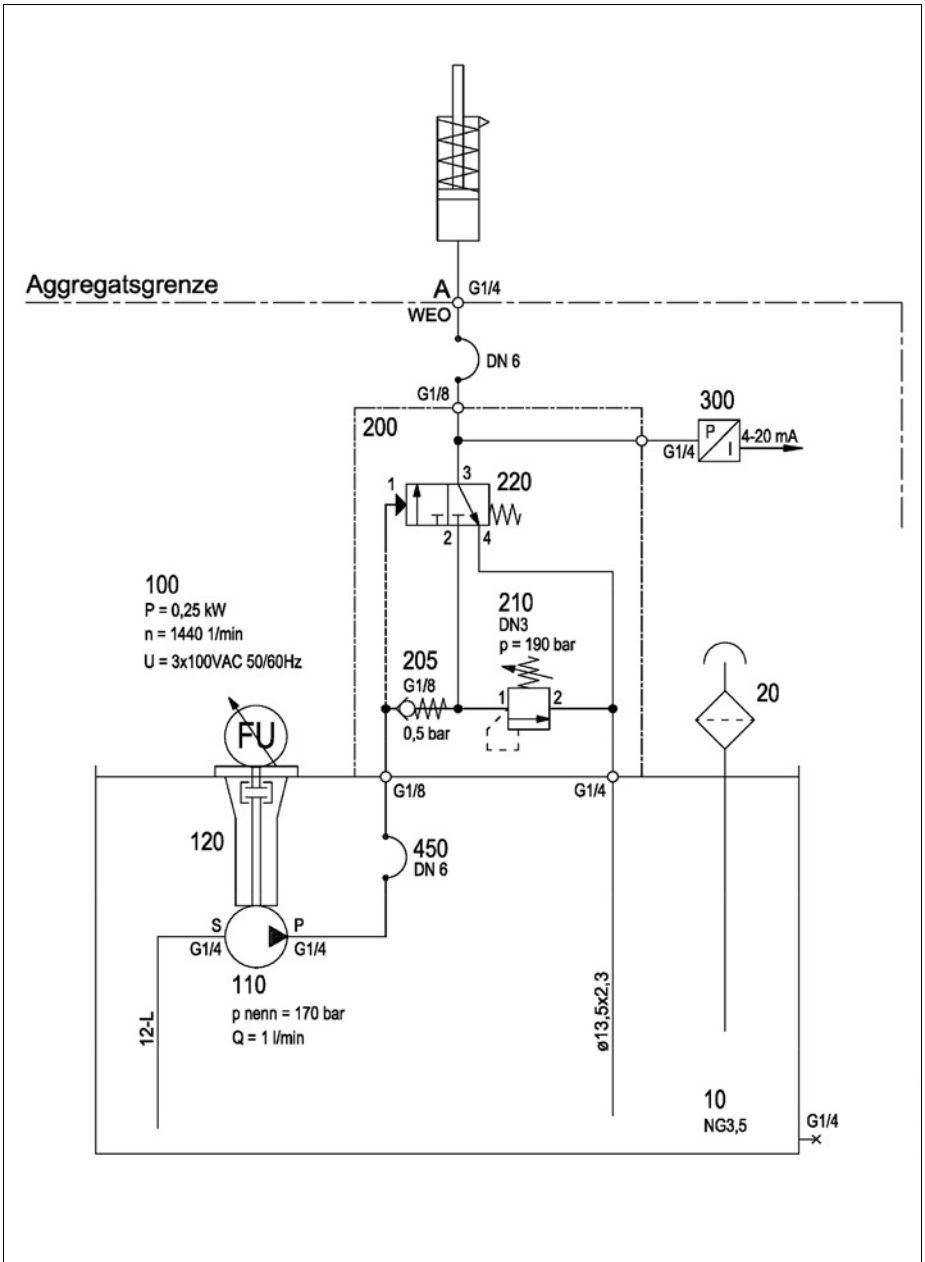 Aggregatsgrenze
A G1/4
WEO
DN 6
G1/8
200
300
P
I
4-20 mA
G1/4
1
3
220
2
4
100
P = 0,25 kW
n = 1440 1/min
U = 3x100VAC 50/60Hz
210
DN3
p = 190 bar
205
G1/8
0,5 bar
1
2
20
FU
G1/8
G1/4
120
450
DN 6
S
G1/4
P
G1/4
110
p nenn = 170 bar
Q = 1 l/min
12-L
ø13,5x2,3
10
NG3,5
G1/4